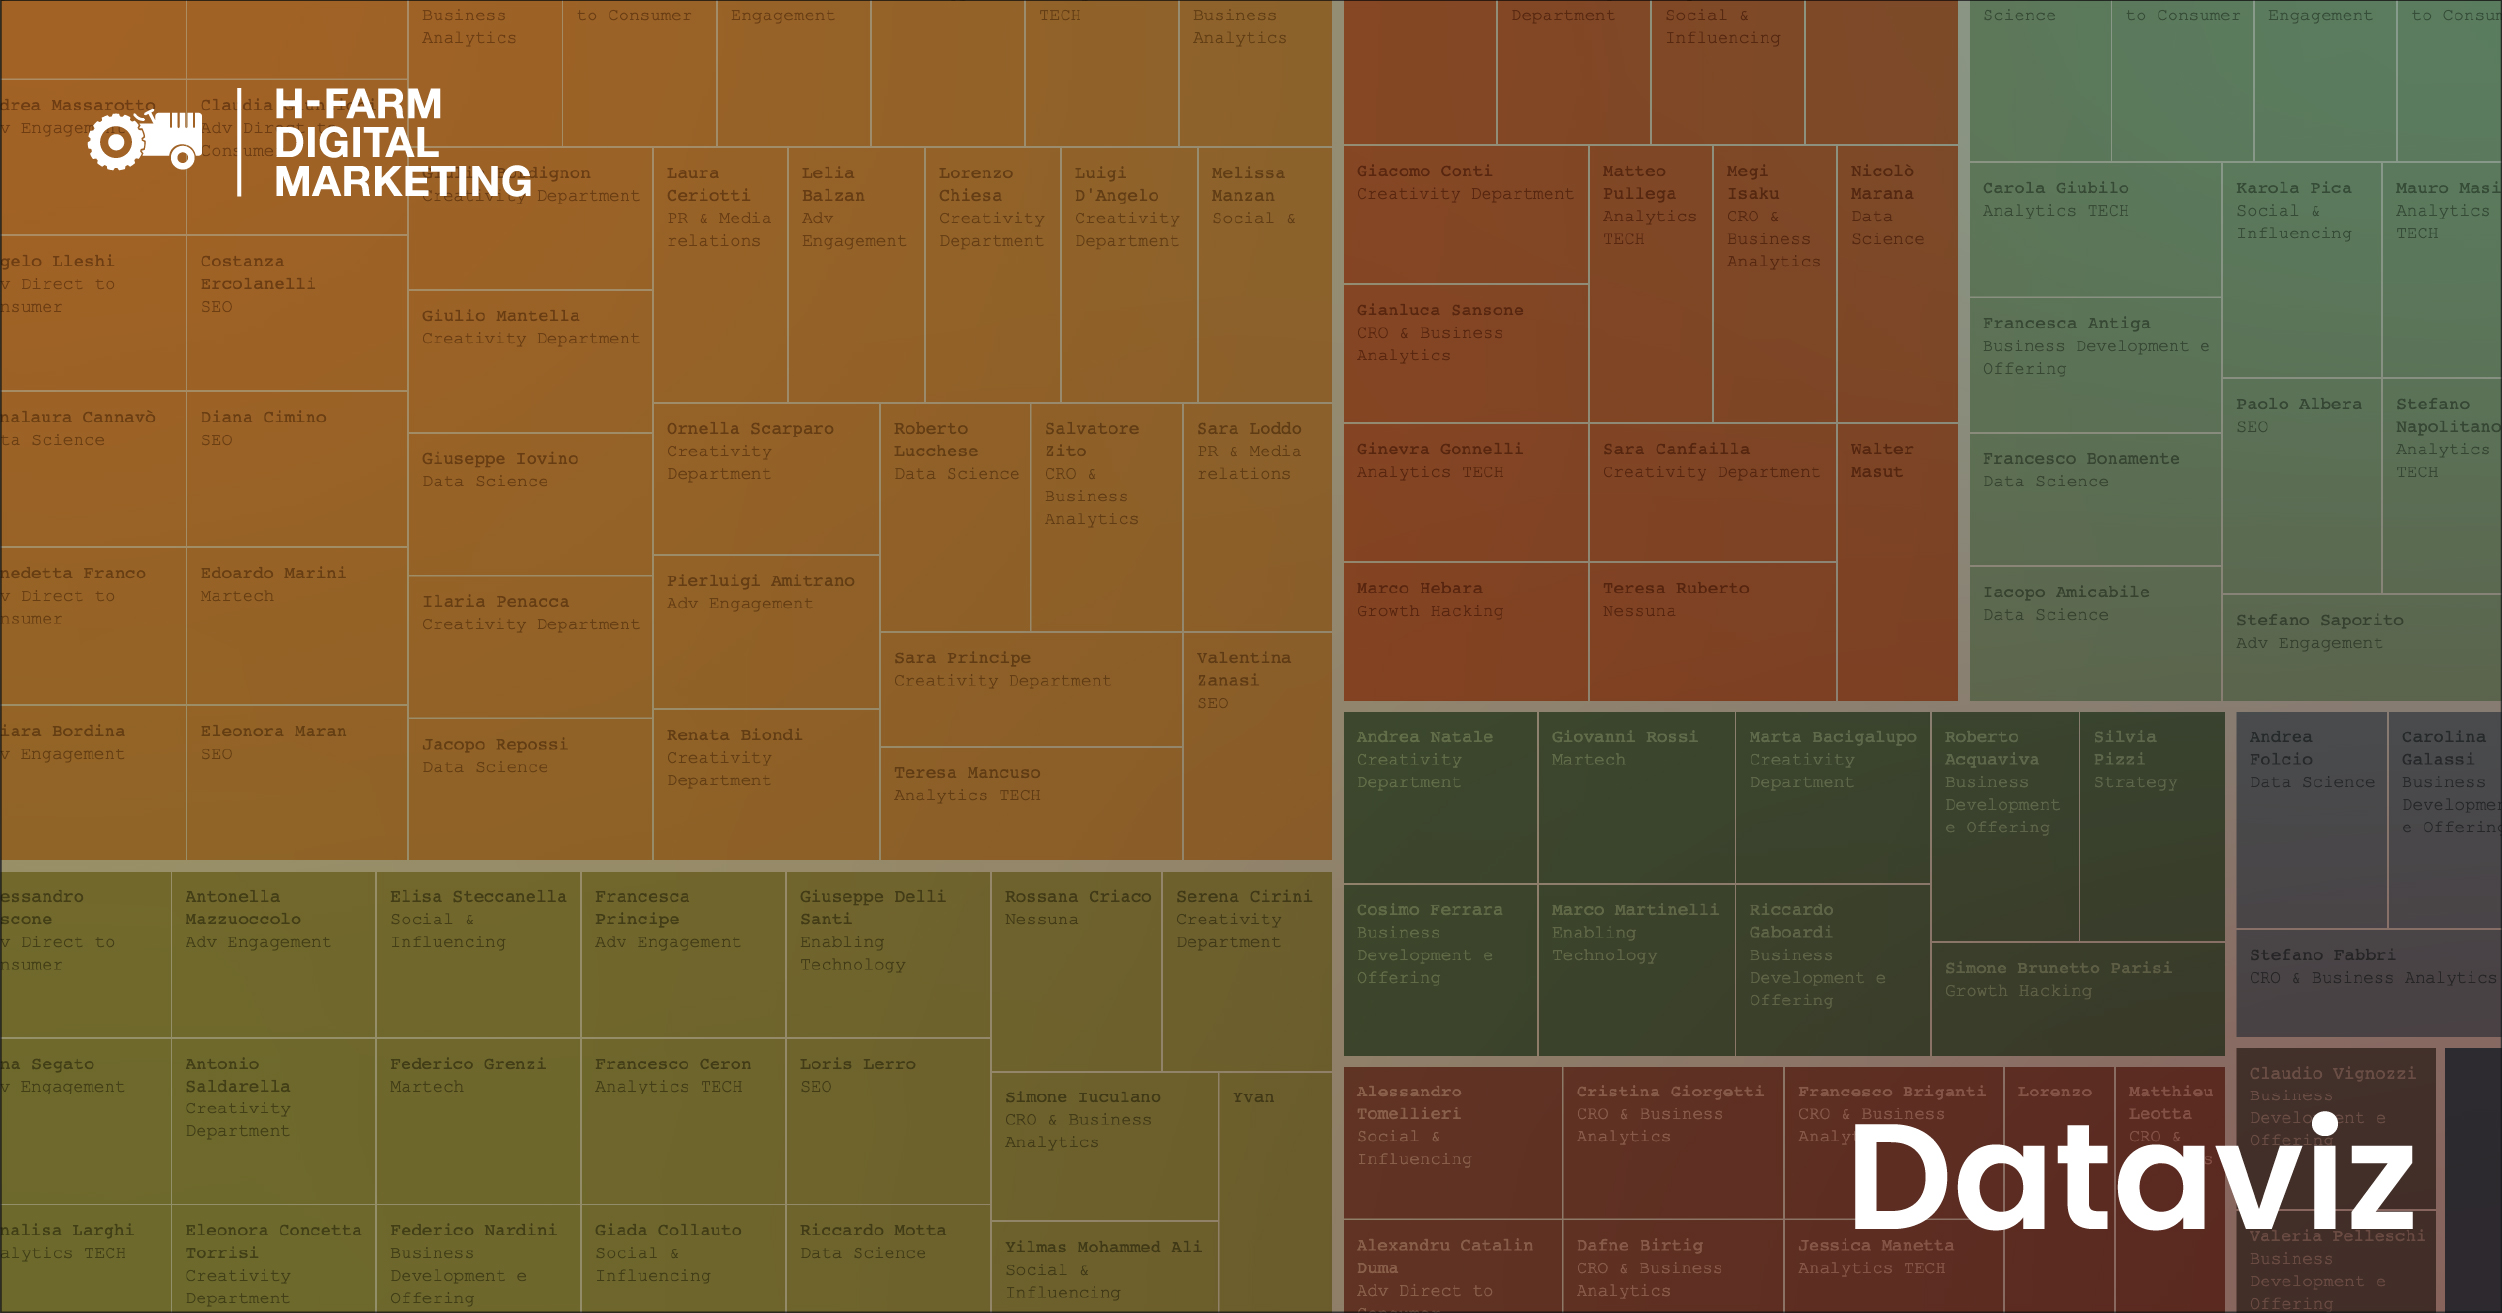 Business
Analytics
to Consumer
Engagement
TECH
Business
Analytics
Department
Social &
Influencing
Science
to Consumer
Engagement
to Consum
H-FARM
DIGITAL
MARKETING
drea Massarotto
v Engagem
Claudia
Adv Direct to
Consume
gelo Lleshi
v Direct to
nsumer
Costanza
Ercolanelli
SEO
nalaura Cannavò
ta Science
Diana Cimino
SEO
nedetta Franco
v Direct to
nsumer
Edoardo Marini
Martech
iara Bordina
v Engagement
Eleonora Maran
SEO
Creativity Department
Giulio Mantella
Creativity Department
Giuseppe Iovino
Data Science
Ilaria Penacca
Creativity Department
Jacopo Repossi
Data Science
Laura
Ceriotti
PR & Media
relations
Lelia
Balzan
Adv
Engagement
Lorenzo
Chiesa
Creativity
Department
Luigi
D'Angelo
Creativity
Department
Melissa
Manzan
Social &
Ornella Scarparo
Creativity
Department
Pierluigi Amitrano
Adv Engagement
Renata Biondi
Creativity
Department
Roberto
Lucchese
Data Science
Salvatore
Zito
CRO &
Business
Analytics
Sara Loddo
PR & Media
relations
Sara Principe
Creativity Department
Teresa Mancuso
Analytics TECH
Valentina
Zanasi
SEO
Giacomo Conti
Creativity Department
Gianluca Sansone
CRO & Business
Analytics
Matteo
Pullega
Analytics
TECH
Megi
Isaku
CRO &
Business
Analytics
Nicolò
Marana
Data
Science
Ginevra Gonnelli
Analytics TECH
Sara Canfailla
Creativity Department
Walter
Masut
Marco Hebara
Growth Hacking
Teresa Ruberto
Nessuna
Carola Giubilo
Analytics TECH
Francesca Antiga
Business Development e
Offering
Francesco Bonamente
Data Science
Iacopo Amicabile
Data Science
Karola Pica
Social &
Influencing
Mauro Masi
Analytics
TECH
Paolo Albera
SEO
Stefano
Napolitano
Analytics
TECH
Stefano Saporito
Adv Engagement
Andrea Natale
Creativity
Department
Giovanni Rossi
Martech
Marta Bacigalupo
Creativity
Department
Roberto
Acquaviva
Business
Development
e Offering
Silvia
Pizzi
Strategy
Cosimo Ferrara
Business
Development e
Offering
Marco Martinelli
Enabling
Technology
Riccardo
Gaboardi
Business
Development e
Offering
Simone Brunetto Parisi
Growth Hacking
Andrea
Folcio
Data Science
Carolina
Galassi
Business
Developme
e Offering
Stefano Fabbri
CRO & Business Analytics
essandro
scone
v Direct to
nsumer
Antonella
Mazzuoccolo
Adv Engagement
Elisa Steccanella
Social &
Influencing
Francesca
Principe
Adv Engagement
Giuseppe Delli
Santi
Enabling
Technology
Rossana Criaco
Nessuna
Serena Cirini
Creativity
Department
na Segato
v Engagement
Antonio
Saldarella
Creativity
Department
Federico Grenzi
Martech
Francesco Ceron
Analytics TECH
Loris Lerro
SEO
Simone Iuculano
CRO & Business
Analytics
Yvan
nalisa Larghi
alytics TECH
Eleonora Concetta
Torrisi
Creativity
Department
Federico Nardini
Business
Development e
Offering
Giada Collauto
Social &
Influencing
Riccardo Motta
Data Science
Yilmas Mohammed Ali
Social &
Influencing
Alessandro
Tomellieri
Social &
Influencing
Cristina Giorgetti
CRO & Business
Analytics
Francesco Briganti
CRO & Business
Analy
Lorenzo
Matthieu
Leotta
CRO &
Claudio Vignozzi
Business
Development e
Offering
Alexandru Catalin
Duma
Adv Direct to
Dafne Birtig
CRO & Business
Analytics
Jessica Manetta
Analytics TECH
Valeria Pelleschi
Business
Development e
Offering
Dataviz